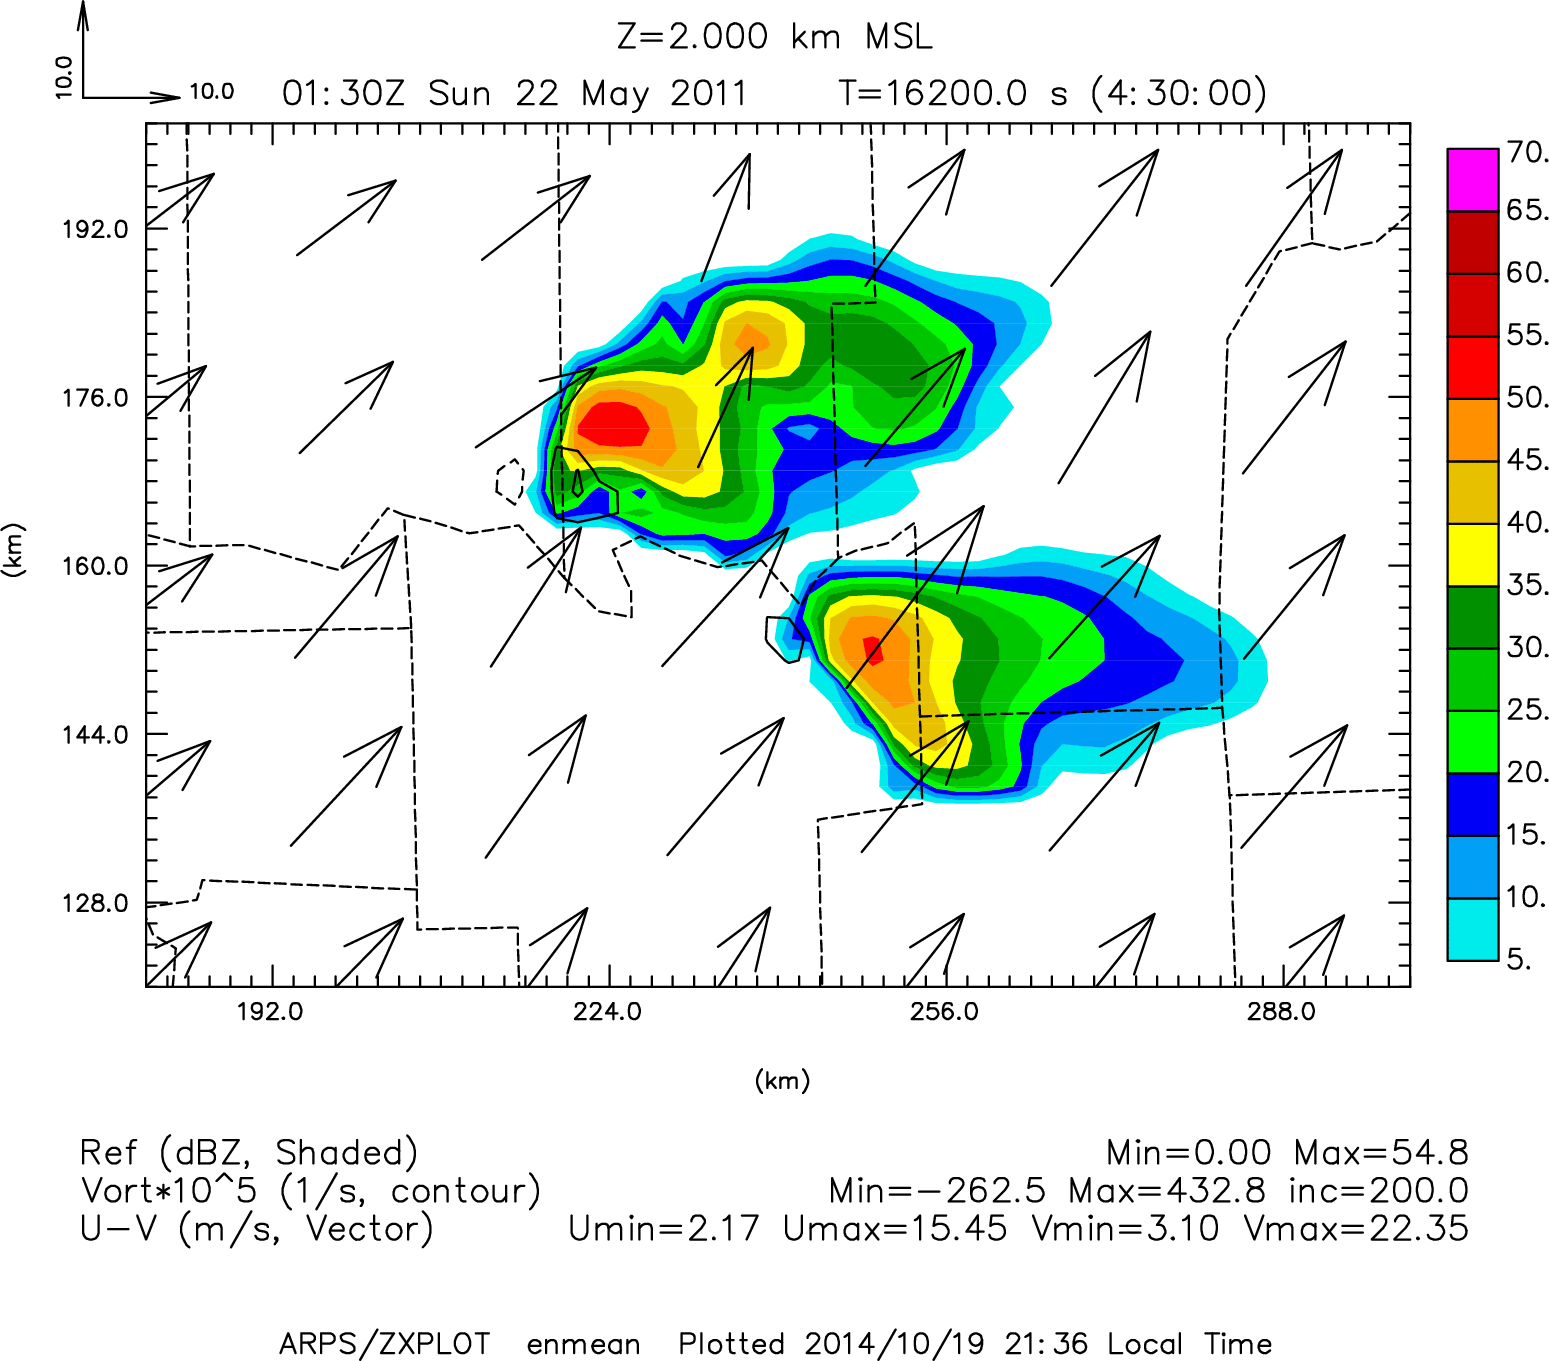 Z=2.000 km MSL
10.0
10.0
01:30Z Sun 22 May 2011 T=16200.0 s (4:30:00)
70.
65.
60.
55.
50.
45.
40.
35.
30.
25.
20.
15.
10.
5.
192.0
176.0
160.0
144.0
128.0
(km)
192.0 224.0 256.0 288.0
(km)
Ref (dBZ, Shaded) Min=0.00 Max=54.8
Vort*10^5 (1/s, contour) Min=-262.5 Max=432.8 inc=200.0
U-V (m/s, Vector) Umin=2.17 Umax=15.45 Vmin=3.10 Vmax=22.35
ARPS/ZXPLOT enmean Plotted 2014/10/19 21:36 Local Time